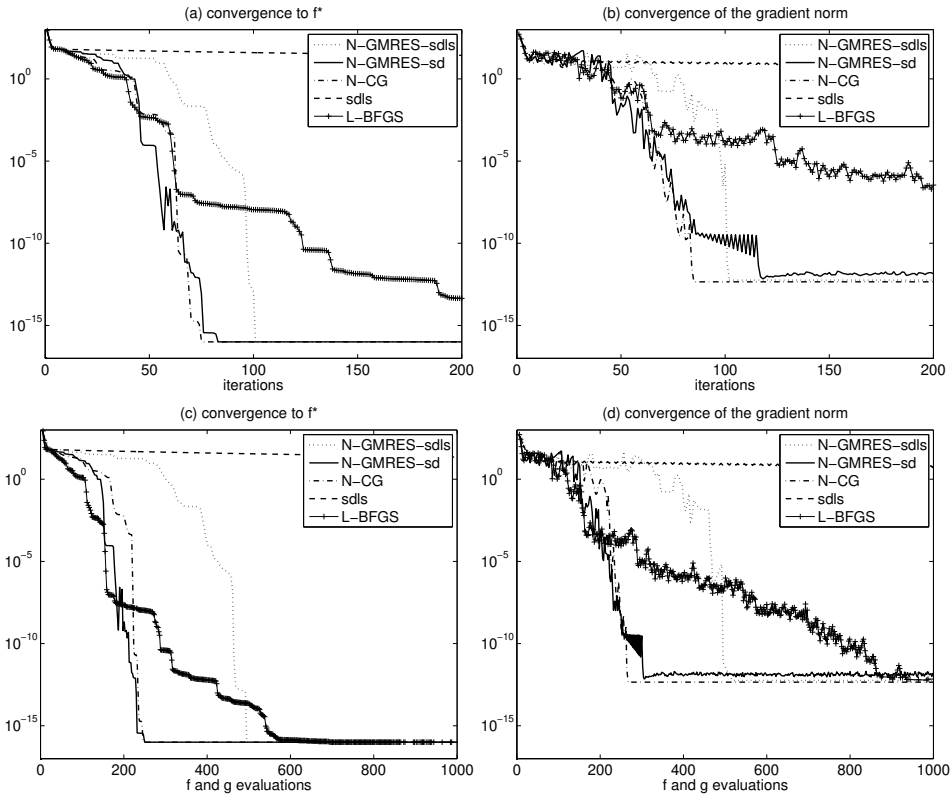 (a) convergence to f*
10^0
10^-5
10^-10
10^-15
0 50 100 150 200
iterations
N-GMRES-sdls
N-GMRES-sd
N-CG
sdls
L-BFGS
(b) convergence of the gradient norm
10^0
10^-5
10^-10
10^-15
0 50 100 150 200
iterations
N-GMRES-sdls
N-GMRES-sd
N-CG
sdls
L-BFGS
(c) convergence to f*
10^0
10^-5
10^-10
10^-15
0 200 400 600 800 1000
f and g evaluations
N-GMRES-sdls
N-GMRES-sd
N-CG
sdls
L-BFGS
(d) convergence of the gradient norm
10^0
10^-5
10^-10
10^-15
0 200 400 600 800 1000
f and g evaluations
N-GMRES-sdls
N-GMRES-sd
N-CG
sdls
L-BFGS